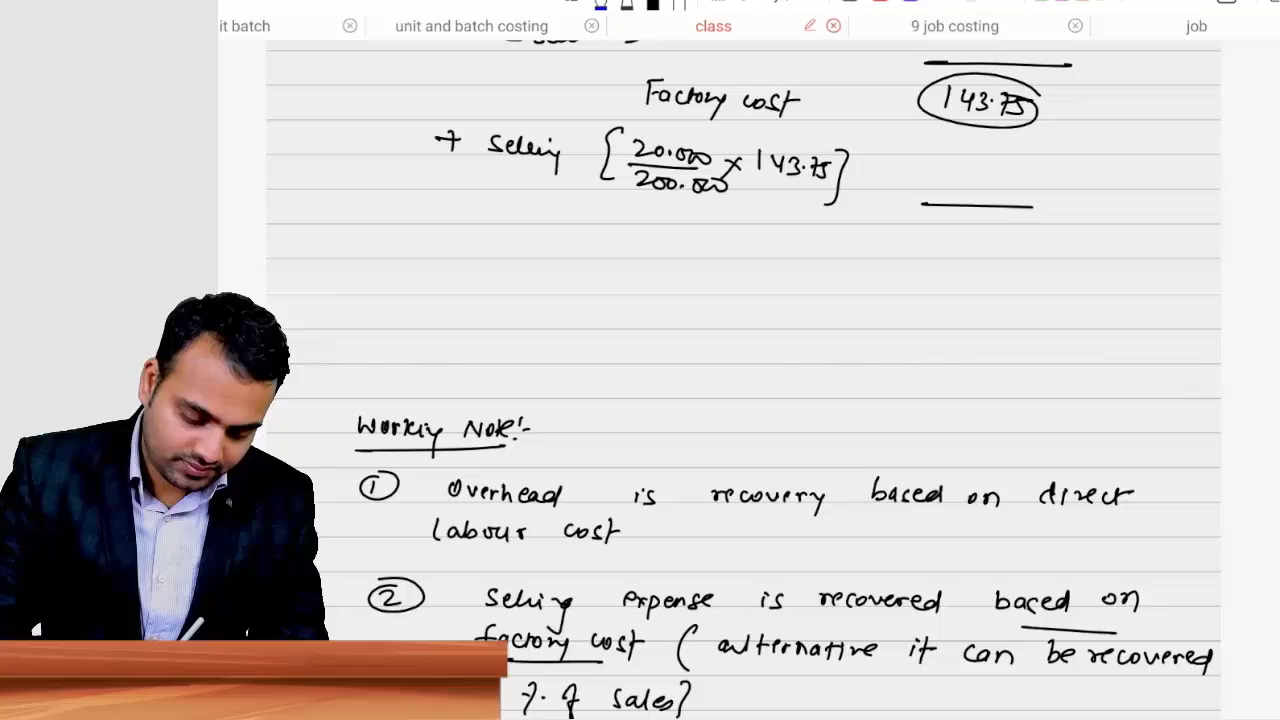 it batch
unit and batch costing
class
9 job costing
job
Factory cost 143.75
+ Selling [20.000/200.000 × 143.75]
Working Note:-
① Overhead is recovery based on direct
labour cost
② Selling expense is recovered based on
factory cost ( alternative it can be recovered
%. of sales)